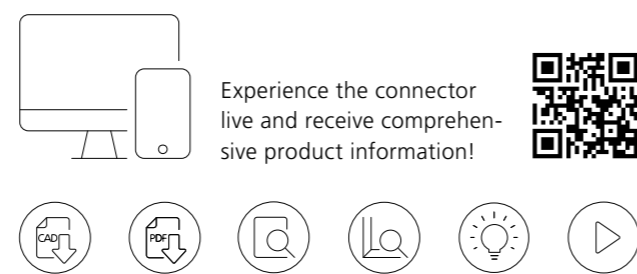 Experience the connector
live and receive comprehen-
sive product information!
CAD
PDF